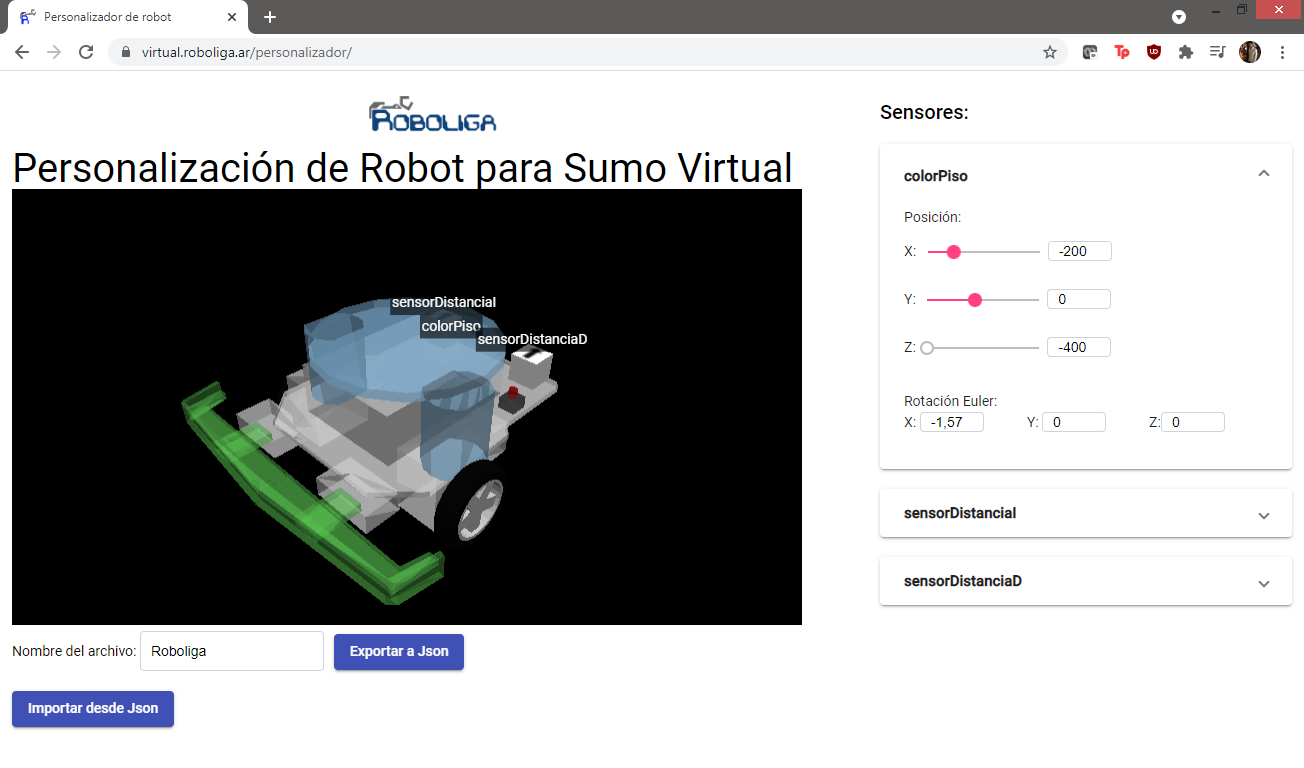 Personalizador de robot
virtual.roboliga.ar/personalizador/
Tp
ROBOLIGA
Personalización de Robot para Sumo Virtual
sensorDistanciaI
colorPiso
sensorDistanciaD
Nombre del archivo: Roboliga Exportar a Json
Importar desde Json
Sensores:
colorPiso
Posición:
X: -200
Y: 0
Z: -400
Rotación Euler:
X: -1,57 Y: 0 Z: 0
sensorDistanciaI
sensorDistanciaD